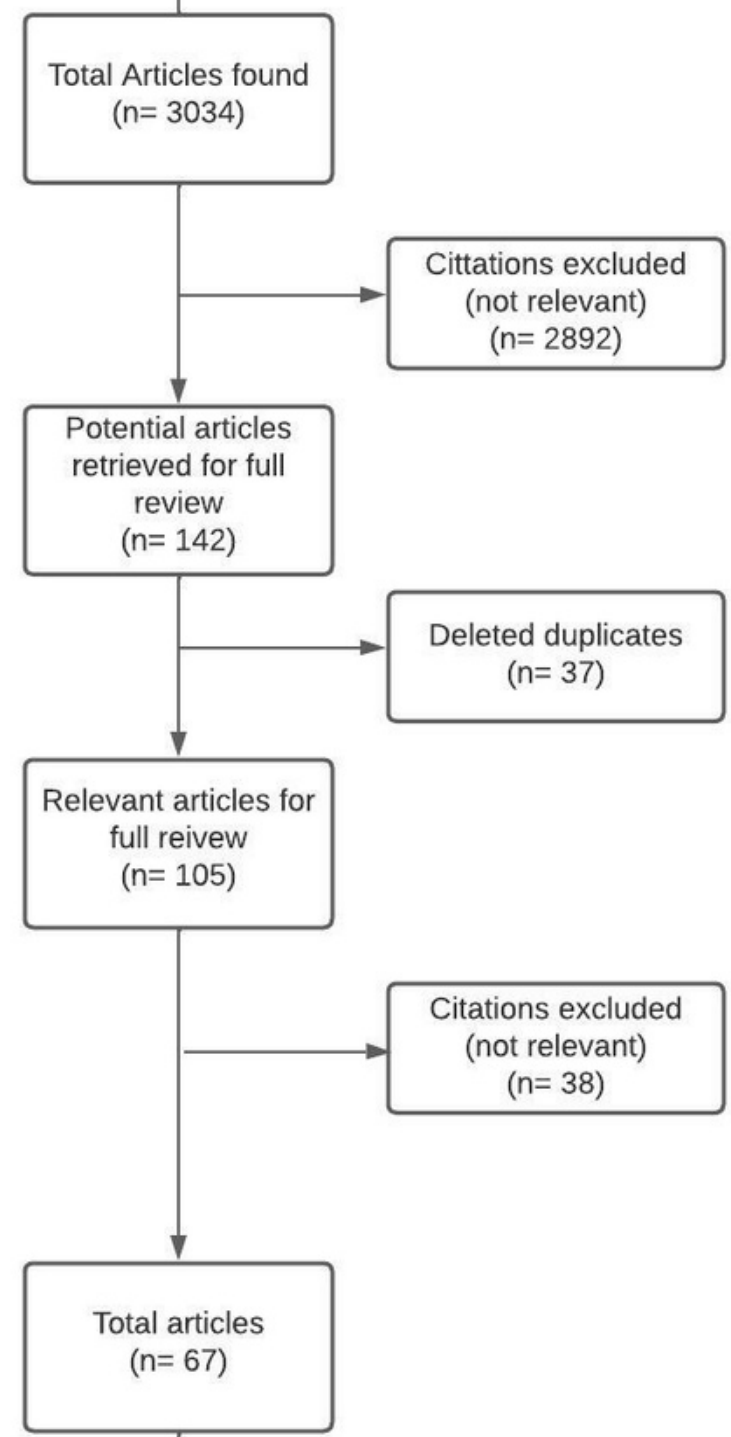 Total Articles found
(n= 3034)
Cittations excluded
(not relevant)
(n= 2892)
Potential articles
retrieved for full
review
(n= 142)
Deleted duplicates
(n= 37)
Relevant articles for
full reivew
(n= 105)
Citations excluded
(not relevant)
(n= 38)
Total articles
(n= 67)